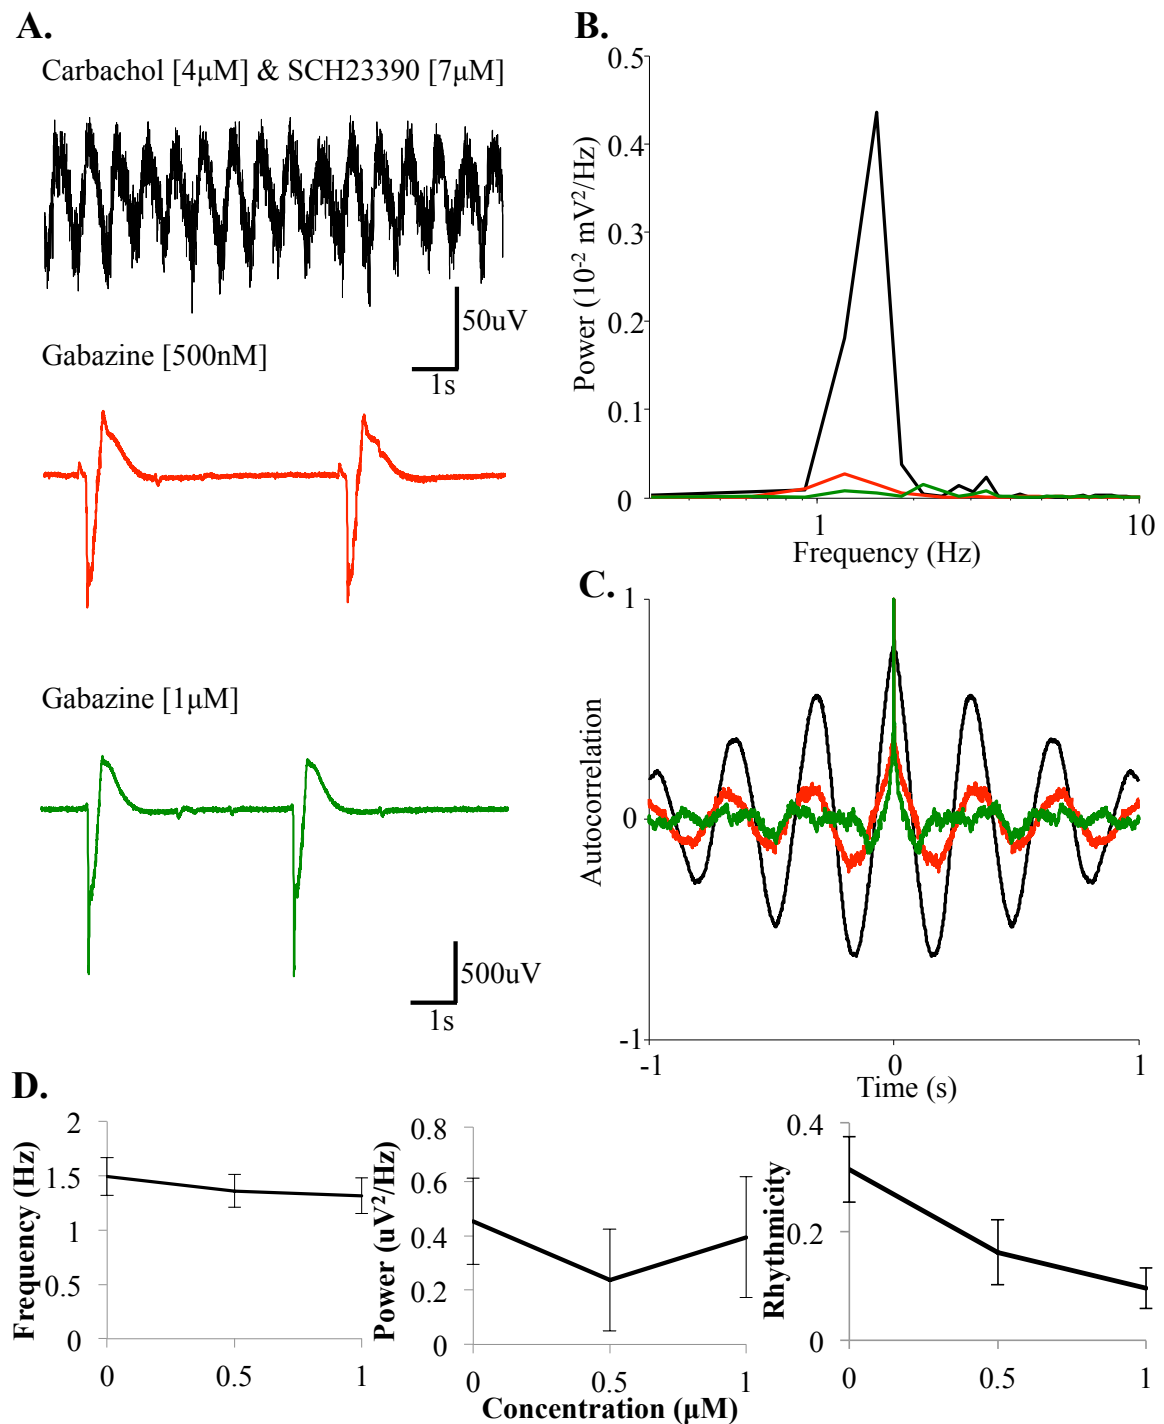 A.
Carbachol [4μM] & SCH23390 [7μM]
50uV
1s
Gabazine [500nM]
Gabazine [1μM]
500uV
1s
B.
0.5
0.4
0.3
0.2
0.1
0
Power (10⁻² mV²/Hz)
1
10
Frequency (Hz)
C.
1
0
-1
Autocorrelation
-1
0
1
Time (s)
D.
2
1.5
1
0.5
0
Frequency (Hz)
0
0.5
1
0.8
0.6
0.4
0.2
0
Power (uV²/Hz)
0
0.5
1
0.4
0.2
0
Rhythmicity
0
0.5
1
Concentration (μM)